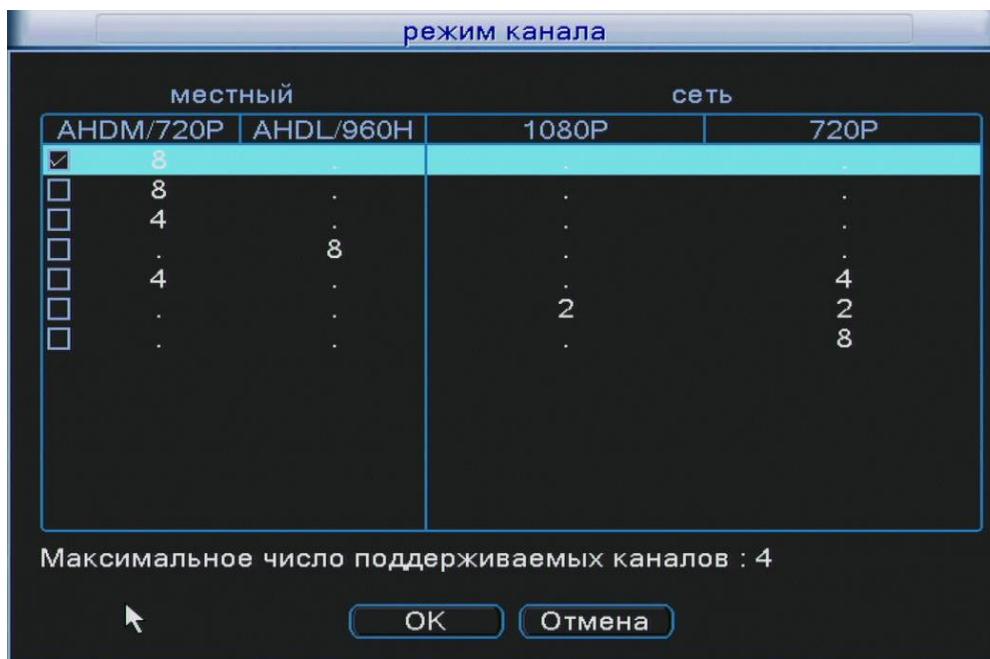 режим канала
местный сеть
AHDM/720P AHDL/960H 1080P 720P
8 . . .
8 . . .
4 . . .
. 8 . .
4 . . 4
. . 2 2
. . . 8
Максимальное число поддерживаемых каналов : 4
OK Отмена